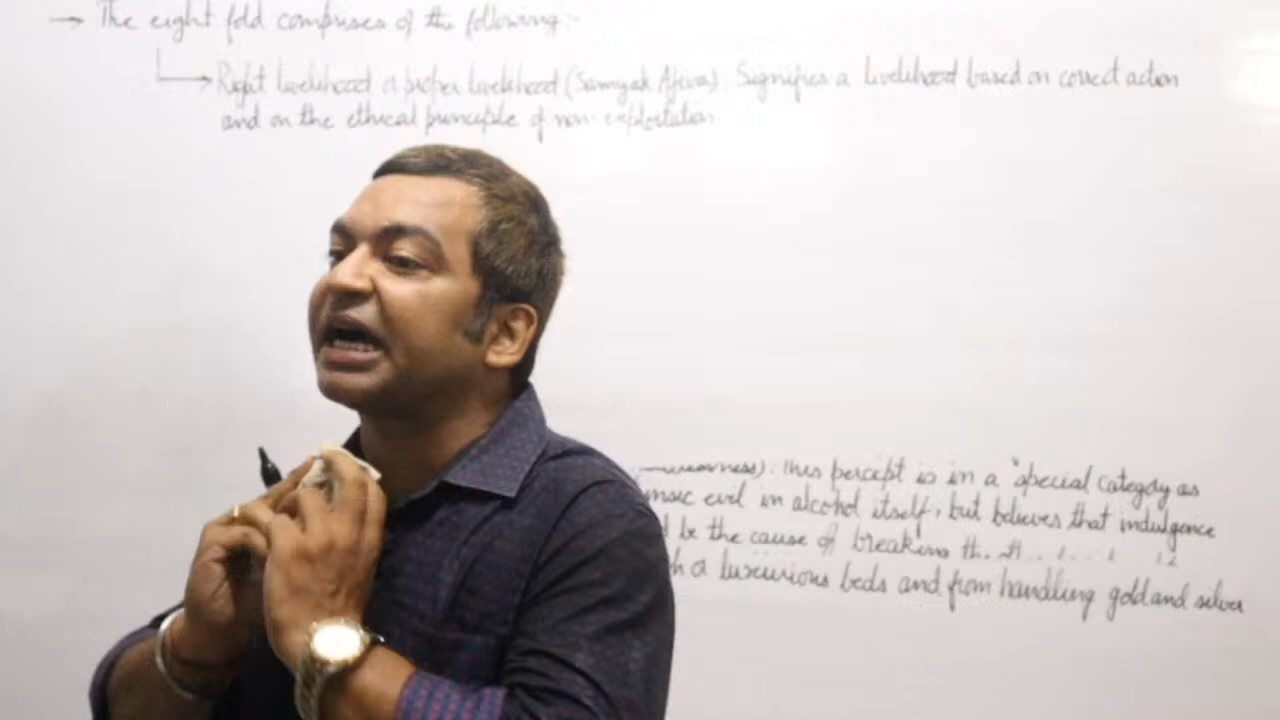 → The eight fold comprises of the following:-
Right livelihood or proper livelihood (Samyak Ajiva). Signifies a livelihood based on correct action
and on the ethical principle of non-exploitation
This percept is in a "special category as
evil in alcohol itself, but believes that indulgence
be the cause of breaking
a luxurious beds and from handling gold and silver